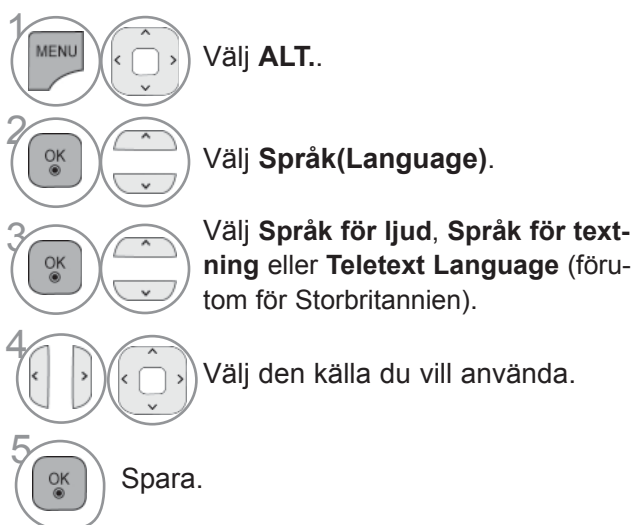 1
MENU
Välj ALT..
2
OK
Välj Språk(Language).
3
OK
Välj Språk för ljud, Språk för text-
ning eller Teletext Language (föru-
tom för Storbritannien).
4
Välj den källa du vill använda.
5
OK
Spara.